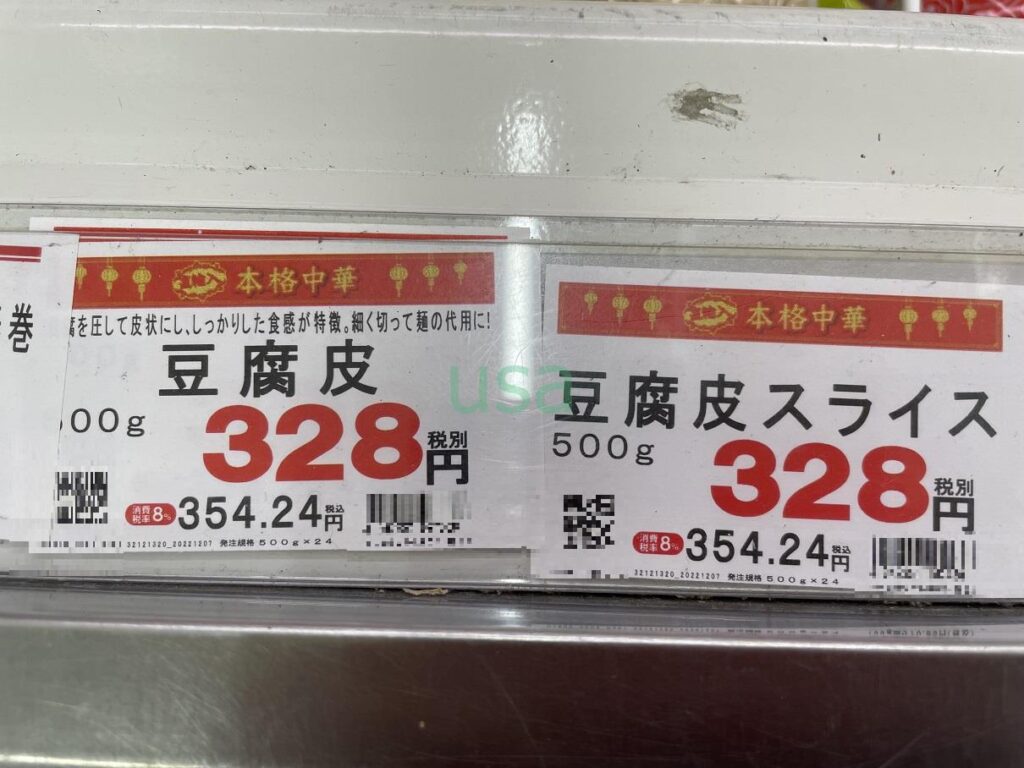 巻
本格中華
腐を圧して皮状にし、しっかりした食感が特徴。細く切って麺の代用に!
豆腐皮
500g
328
税別
円
消費税率8%
354.24
税込
円
32121320_20221207 発注規格 500g×24
本格中華
豆腐皮スライス
500g
328
税別
円
消費税率8%
354.24
税込
円
32121320_20221207 発注規格 500g×24
usa